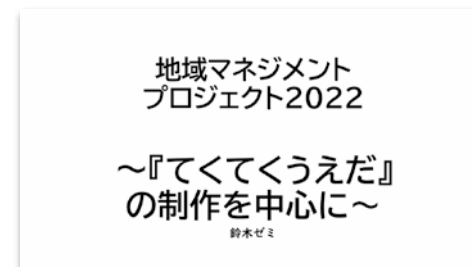 地域マネジメント
プロジェクト2022
～『てくてくうえだ』
の制作を中心に～
鈴木ゼミ